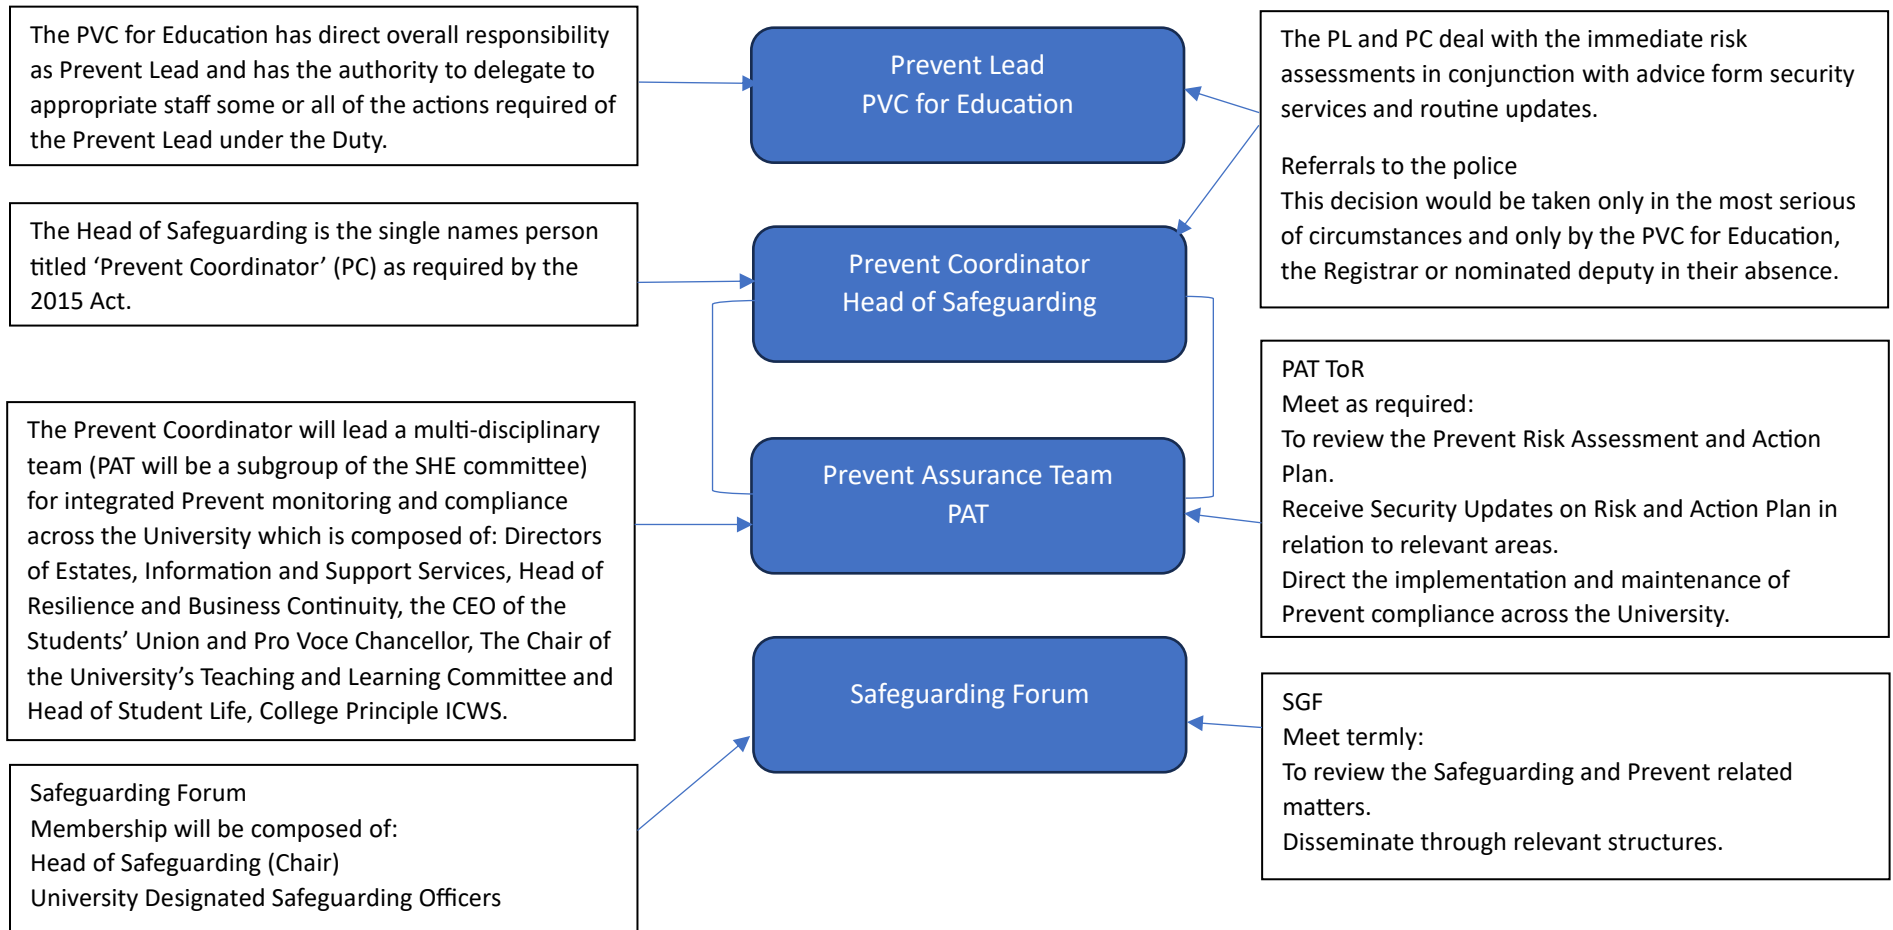 The PVC for Education has direct overall responsibility
as Prevent Lead and has the authority to delegate to
appropriate staff some or all of the actions required of
the Prevent Lead under the Duty.
Prevent Lead
PVC for Education
The PL and PC deal with the immediate risk
assessments in conjunction with advice form security
services and routine updates.
Referrals to the police
This decision would be taken only in the most serious
of circumstances and only by the PVC for Education,
the Registrar or nominated deputy in their absence.
The Head of Safeguarding is the single names person
titled ‘Prevent Coordinator’ (PC) as required by the
2015 Act.
Prevent Coordinator
Head of Safeguarding
The Prevent Coordinator will lead a multi-disciplinary
team (PAT will be a subgroup of the SHE committee)
for integrated Prevent monitoring and compliance
across the University which is composed of: Directors
of Estates, Information and Support Services, Head of
Resilience and Business Continuity, the CEO of the
Students’ Union and Pro Voce Chancellor, The Chair of
the University’s Teaching and Learning Committee and
Head of Student Life, College Principle ICWS.
Prevent Assurance Team
PAT
PAT ToR
Meet as required:
To review the Prevent Risk Assessment and Action
Plan.
Receive Security Updates on Risk and Action Plan in
relation to relevant areas.
Direct the implementation and maintenance of
Prevent compliance across the University.
Safeguarding Forum
Membership will be composed of:
Head of Safeguarding (Chair)
University Designated Safeguarding Officers
Safeguarding Forum
SGF
Meet termly:
To review the Safeguarding and Prevent related
matters.
Disseminate through relevant structures.